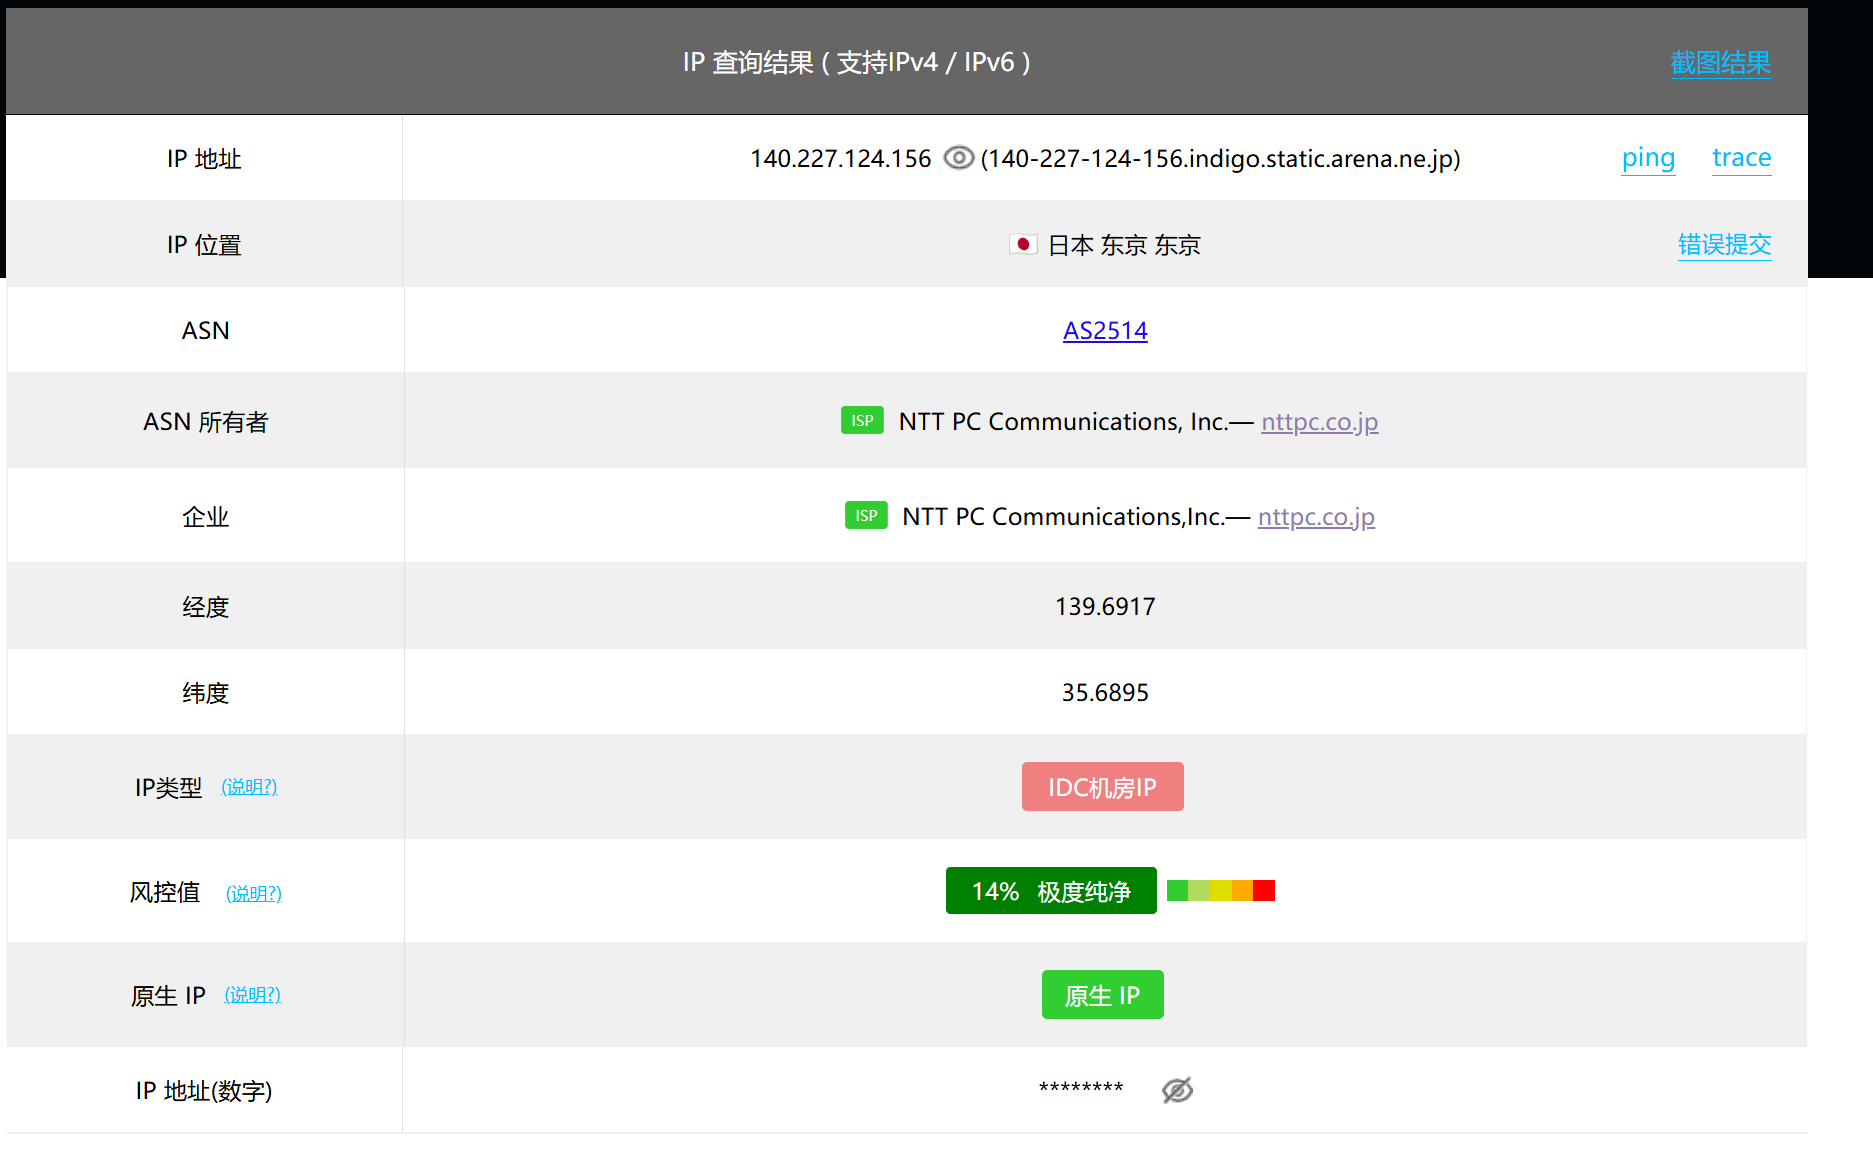 IP 查询结果 ( 支持IPv4 / IPv6 ) 截图结果
IP 地址 140.227.124.156 (140-227-124-156.indigo.static.arena.ne.jp) ping trace
IP 位置 日本 东京 东京 错误提交
ASN AS2514
ASN 所有者 ISP NTT PC Communications, Inc.— nttpc.co.jp
企业 ISP NTT PC Communications,Inc.— nttpc.co.jp
经度 139.6917
纬度 35.6895
IP类型 (说明?) IDC机房IP
风控值 (说明?) 14% 极度纯净
原生 IP (说明?) 原生 IP
IP 地址(数字) ********